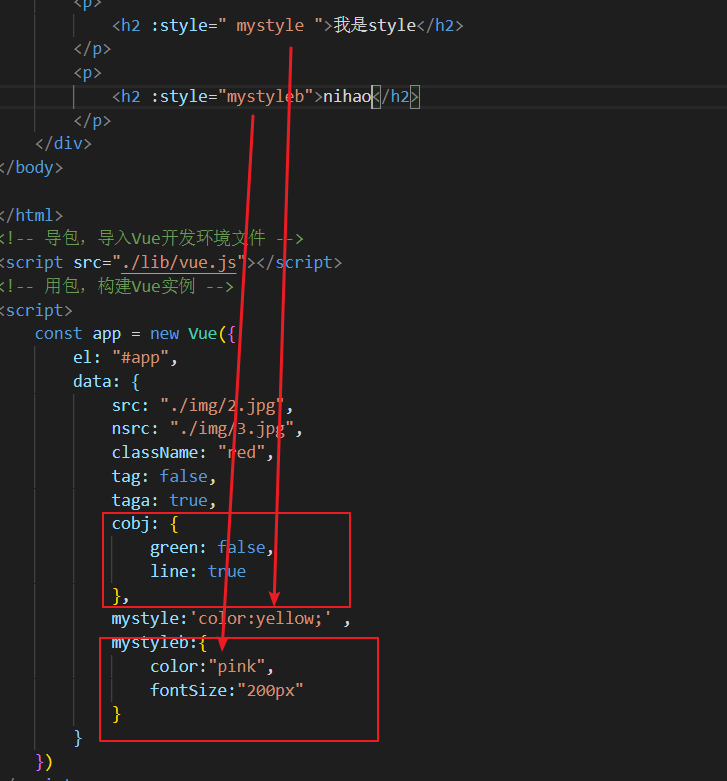 <p>
<h2 :style=" mystyle ">我是style</h2>
</p>
<p>
<h2 :style="mystyleb">nihao</h2>
</p>
</div>
</body>
</html>
<!-- 导包，导入Vue开发环境文件 -->
<script src="./lib/vue.js"></script>
<!-- 用包，构建Vue实例 -->
<script>
const app = new Vue({
el: "#app",
data: {
src: "./img/2.jpg",
nsrc: "./img/3.jpg",
className: "red",
tag: false,
taga: true,
cobj: {
green: false,
line: true
},
mystyle:'color:yellow;' ,
mystyleb:{
color:"pink",
fontSize:"200px"
}
}
})